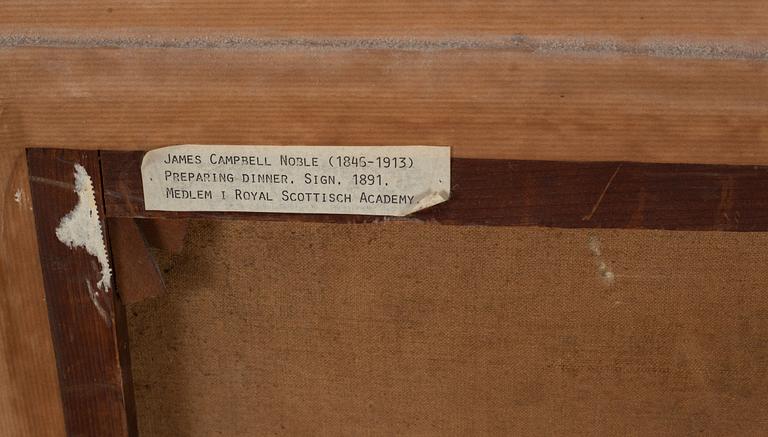 James Campbell Noble (1846-1913)
Preparing dinner. Sign. 1891.
Medlem i Royal Scottisch Academy.